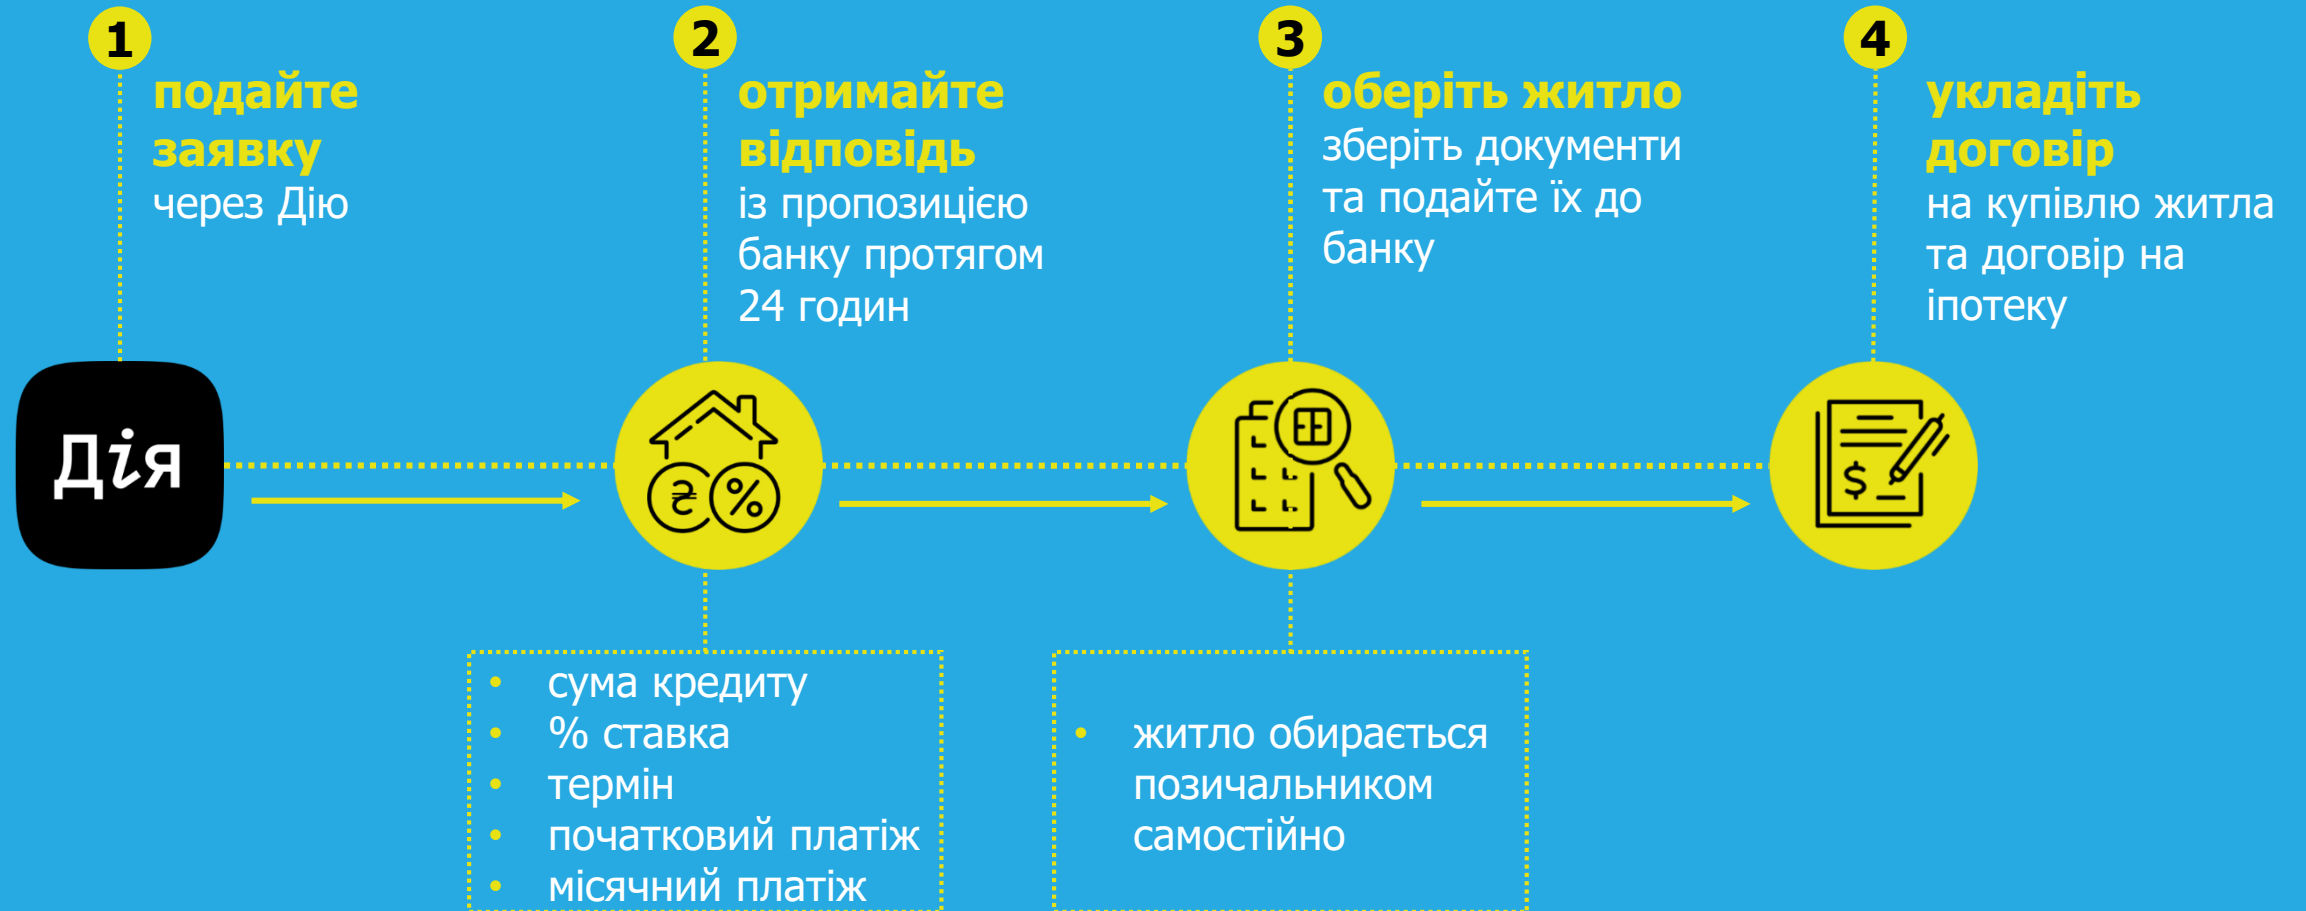 1
подайте
заявку
через Дію
2
отримайте
відповідь
із пропозицією
банку протягом
24 годин
3
оберіть житло
зберіть документи
та подайте їх до
банку
4
укладіть
договір
на купівлю житла
та договір на
іпотеку
Дія
₴ %
$
• сума кредиту
• % ставка
• термін
• початковий платіж
• місячний платіж
• житло обирається
позичальником
самостійно